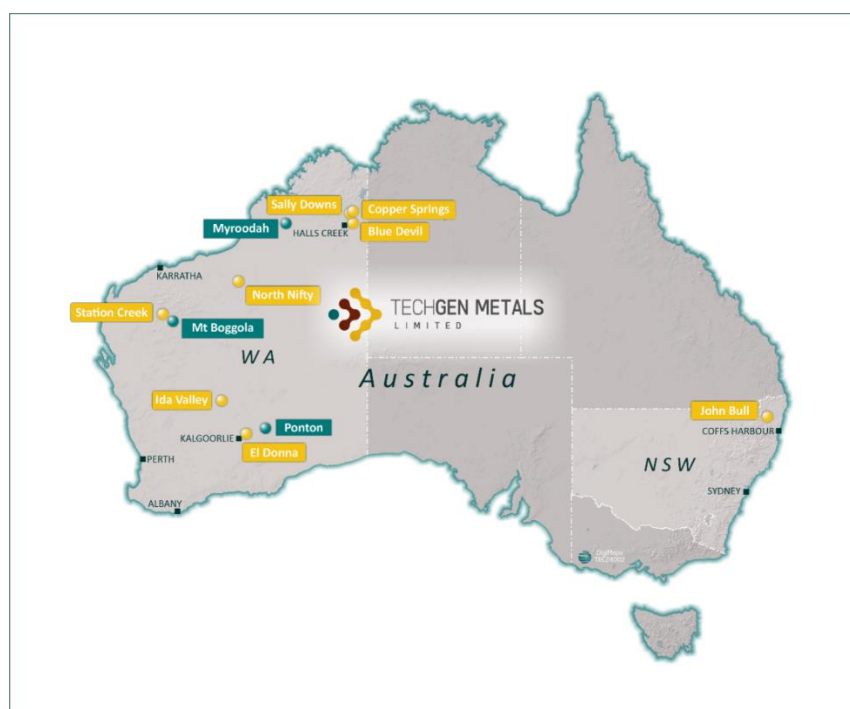 Sally Downs
Copper Springs
Myroodah
HALLS CREEK
Blue Devil
KARRATHA
North Nifty
Station Creek
Mt Boggola
TECHGEN METALS
LIMITED
WA
Australia
Ida Valley
John Bull
Ponton
KALGOORLIE
COFFS HARBOUR
El Donna
PERTH
NSW
SYDNEY
ALBANY
DigiMaps